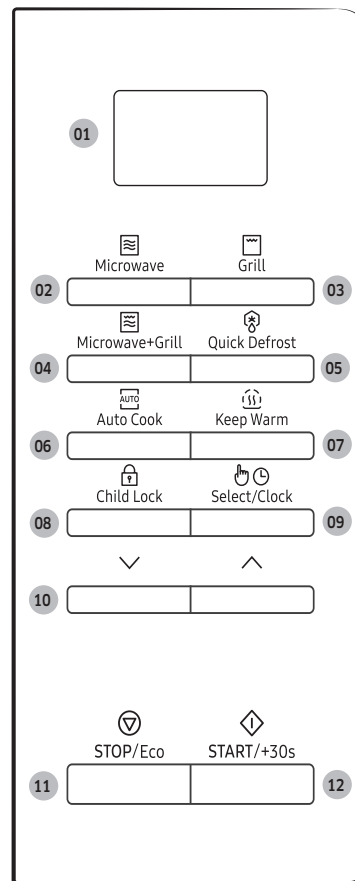 01
Microwave Grill
02 03
Microwave+Grill Quick Defrost
04 05
AUTO
Auto Cook Keep Warm
06 07
Child Lock Select/Clock
08 09
10
STOP/Eco START/+30s
11 12